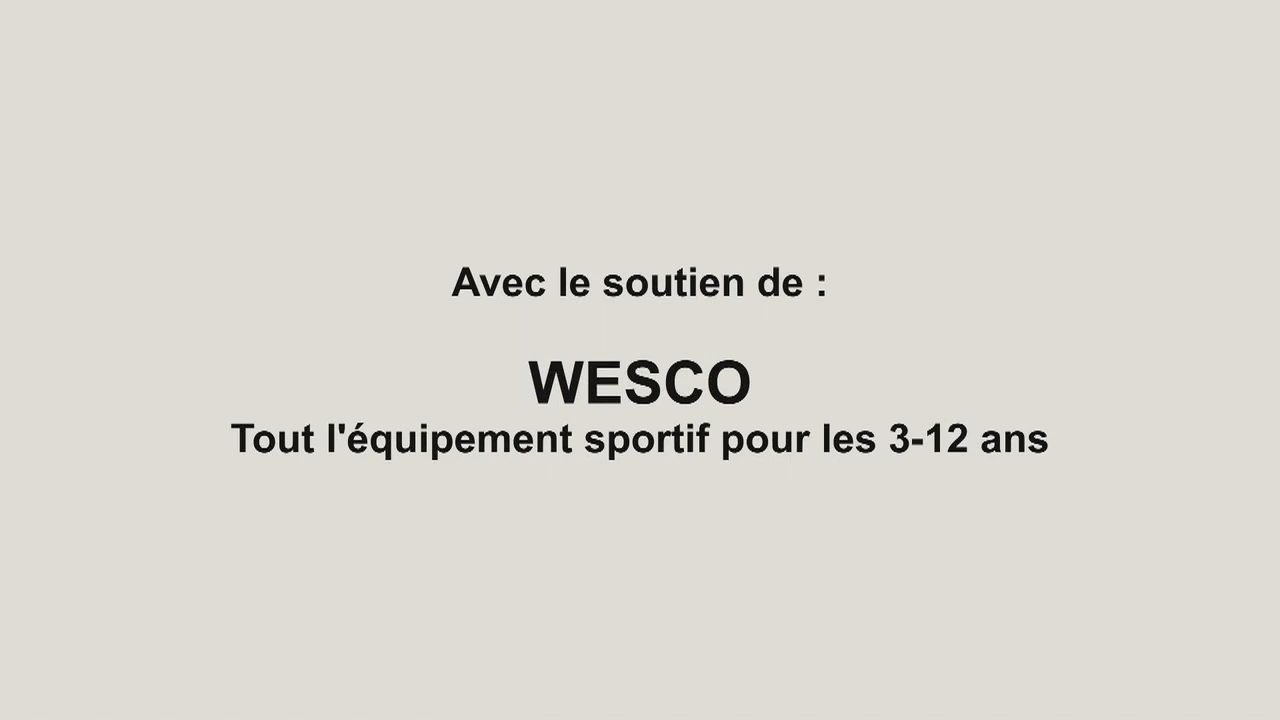 Avec le soutien de :
WESCO
Tout l'équipement sportif pour les 3-12 ans